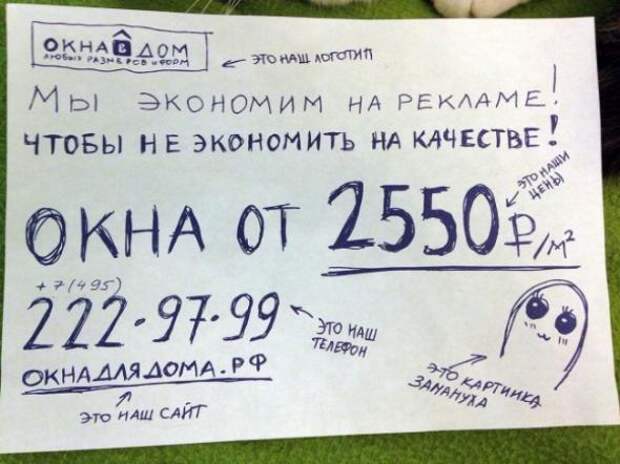 ОКНА В ДОМ
ЛЮБЫХ РАЗМЕРОВ И ФОРМ
ЭТО НАШ ЛОГОТИП
МЫ ЭКОНОМИМ НА РЕКЛАМЕ!
ЧТОБЫ НЕ ЭКОНОМИТЬ НА КАЧЕСТВЕ!
ЭТО НАШИ
ЦЕНЫ
ОКНА ОТ 2550 ₽/м²
+7(495)
222-97-99
ЭТО НАШ
ТЕЛЕФОН
ОКНАДЛЯДОМА.РФ
ЭТО НАШ САЙТ
ЭТО КАРТИНКА
ЗАМАНУХА